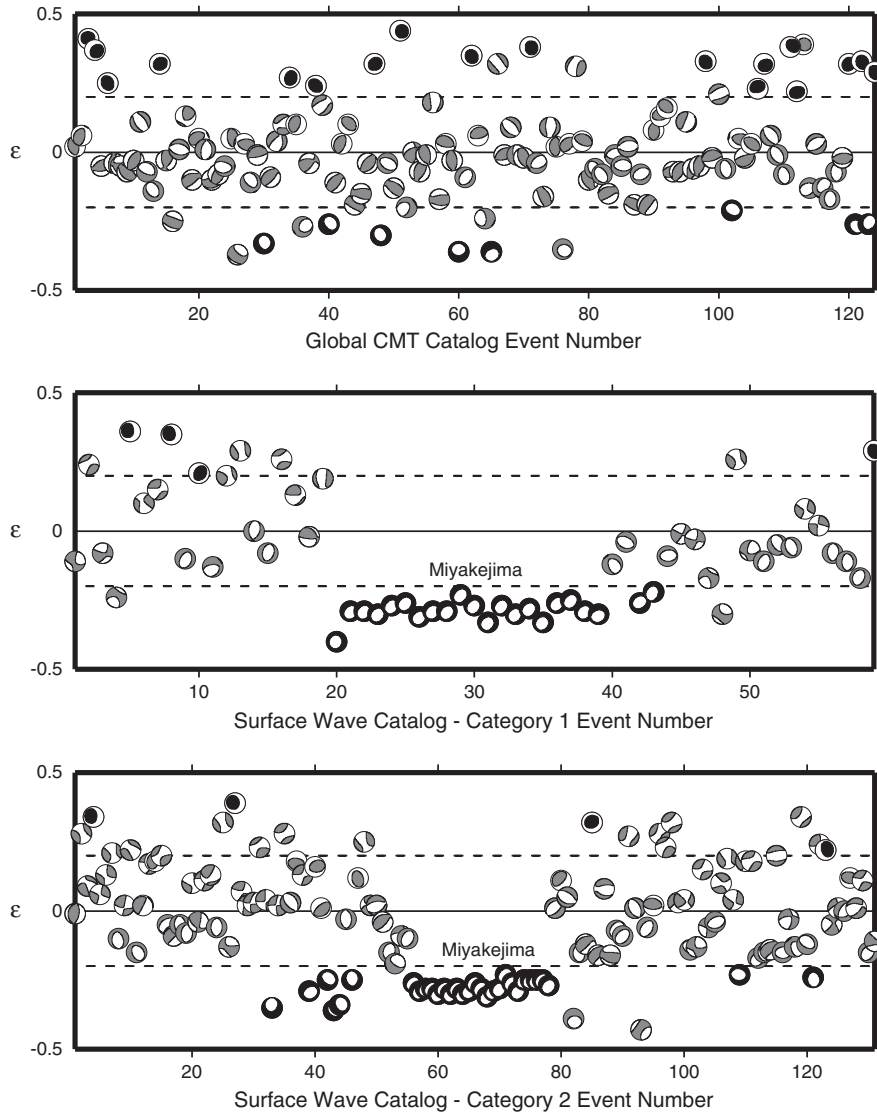 0.5
ε
0
-0.5
20 40 60 80 100 120
Global CMT Catalog Event Number
0.5
ε
0
Miyakejima
-0.5
10 20 30 40 50
Surface Wave Catalog - Category 1 Event Number
0.5
ε
0
Miyakejima
-0.5
20 40 60 80 100 120
Surface Wave Catalog - Category 2 Event Number